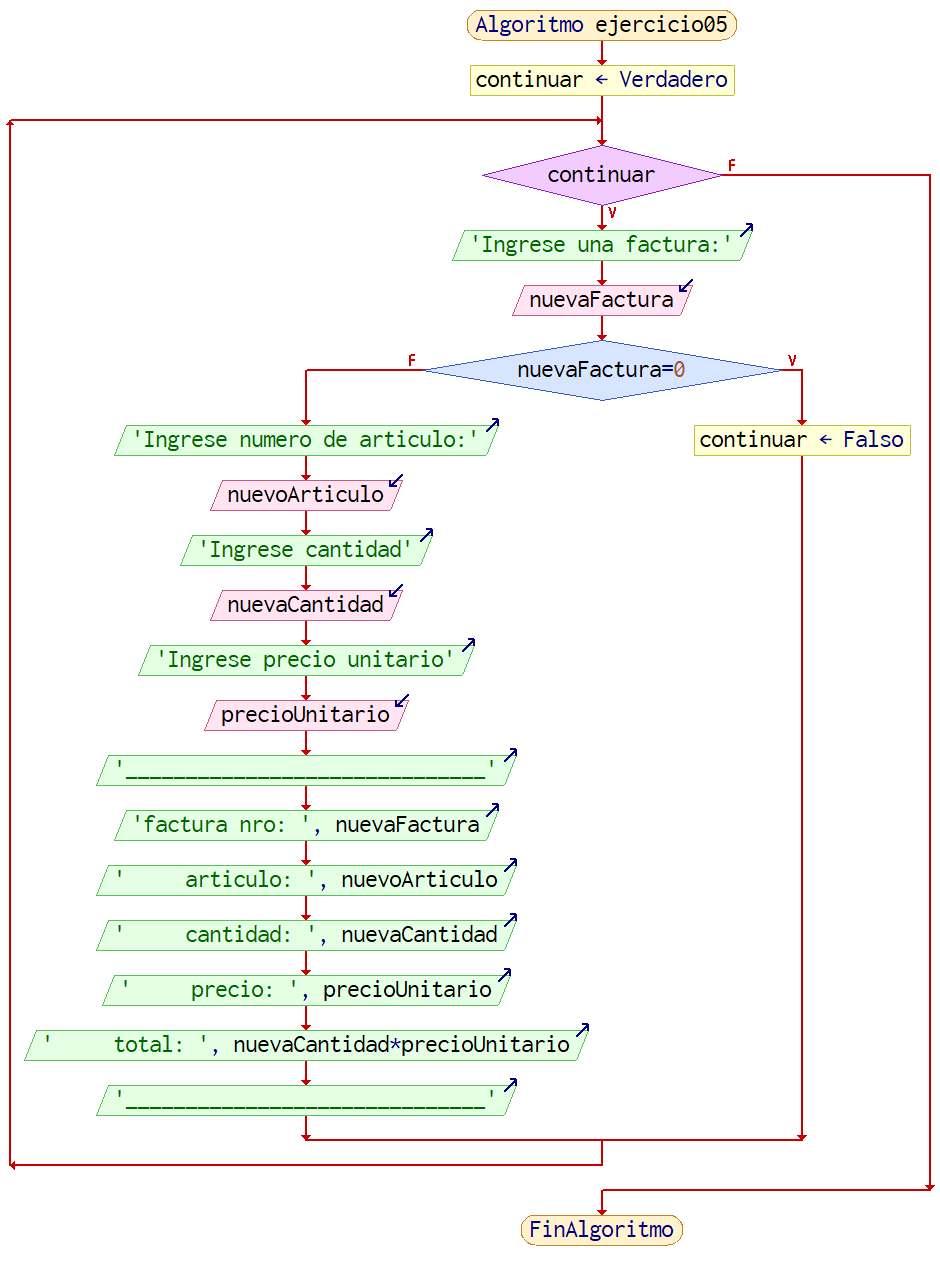 Algoritmo ejercicio05
continuar ← Verdadero
continuar
F
V
'Ingrese una factura:'
nuevaFactura
F
V
nuevaFactura=0
'Ingrese numero de articulo:'
continuar ← Falso
nuevoArticulo
'Ingrese cantidad'
nuevaCantidad
'Ingrese precio unitario'
precioUnitario
'______________________________'
'factura nro: ', nuevaFactura
'     articulo: ', nuevoArticulo
'     cantidad: ', nuevaCantidad
'     precio: ', precioUnitario
'     total: ', nuevaCantidad*precioUnitario
'______________________________'
FinAlgoritmo